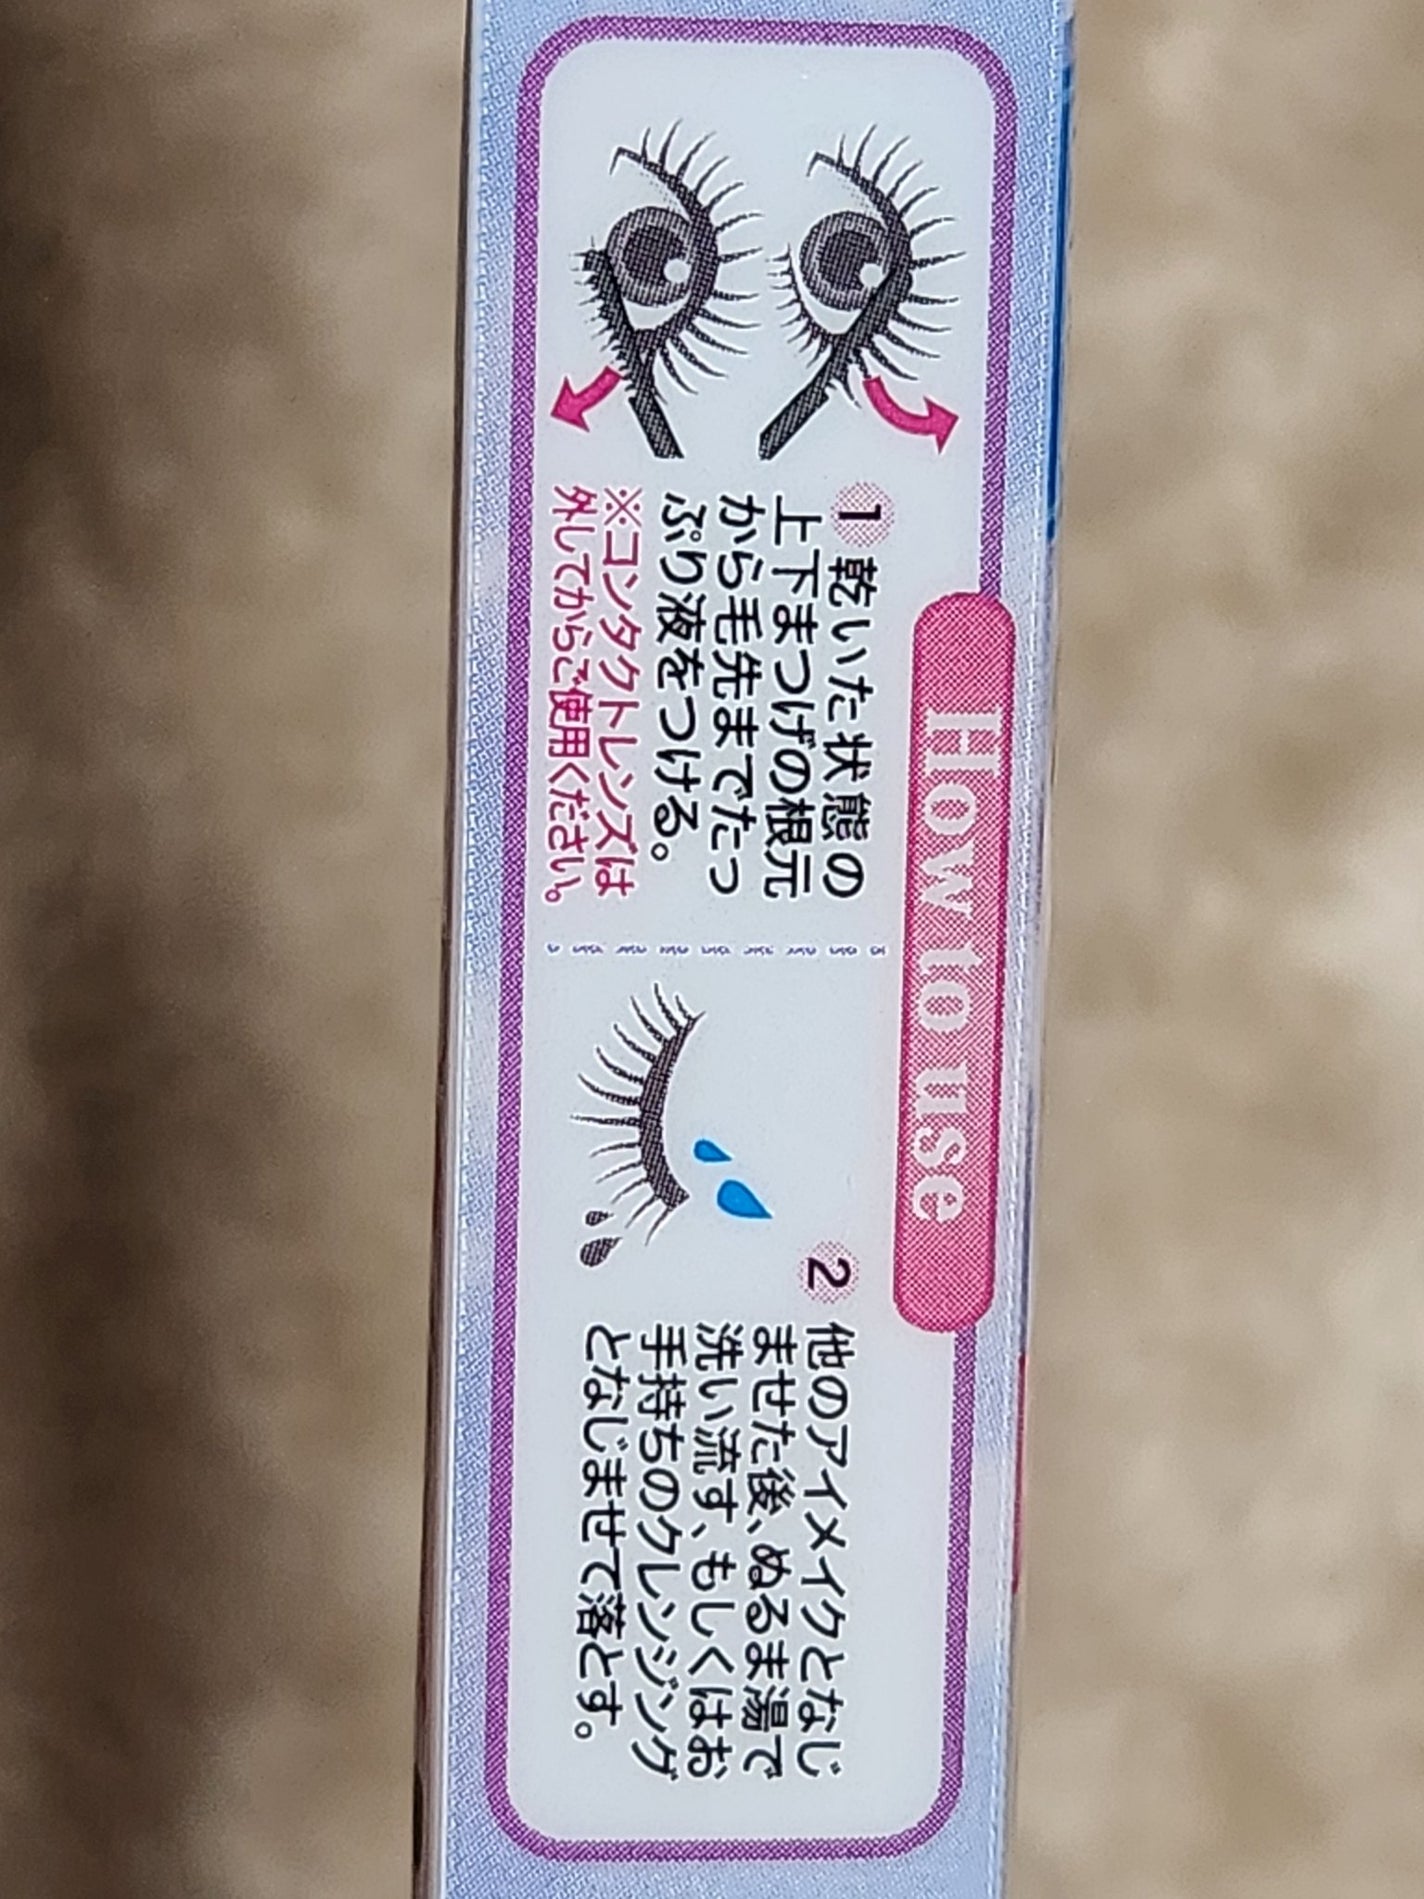 How to use
1 乾いた状態の
上下まつげの根元
から毛先までたっ
ぷり液をつける。
※コンタクトレンズは
外してからご使用ください。
2
他のアイメイクとなじ
ませた後、ぬるま湯で
洗い流す、もしくはお
手持ちのクレンジング
となじませて落とす。